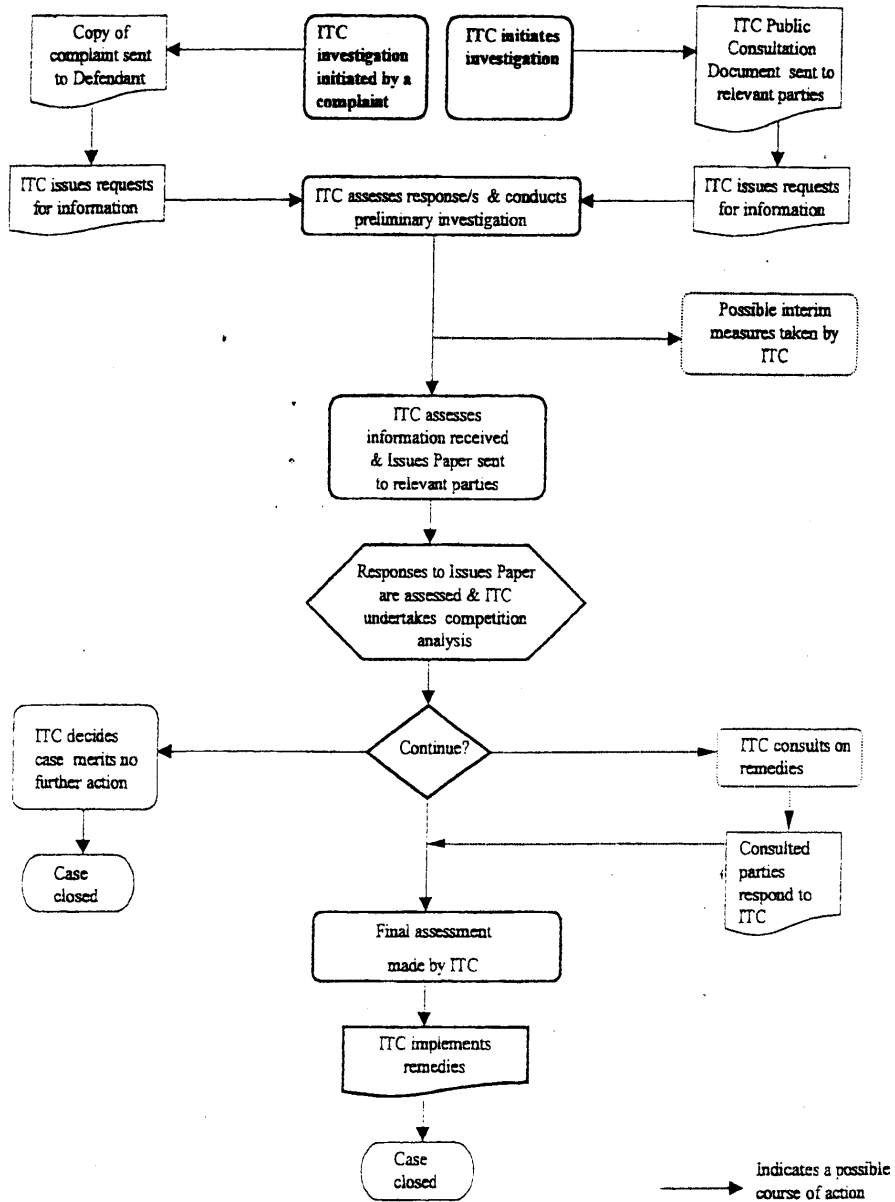 Copy of
complaint sent
to Defendant
ITC
investigation
initiated by a
complaint
ITC initiates
investigation
ITC Public
Consultation
Document sent to
relevant parties
ITC issues requests
for information
ITC assesses response/s & conducts
preliminary investigation
ITC issues requests
for information
Possible interim
measures taken by
ITC
ITC assesses
information received
& Issues Paper sent
to relevant parties
Responses to Issues Paper
are assessed & ITC
undertakes competition
analysis
ITC decides
case merits no
further action
Continue?
ITC consults on
remedies
Case
closed
Consulted
parties
respond to
ITC
Final assessment
made by ITC
ITC implements
remedies
Case
closed
Indicates a possible
course of action